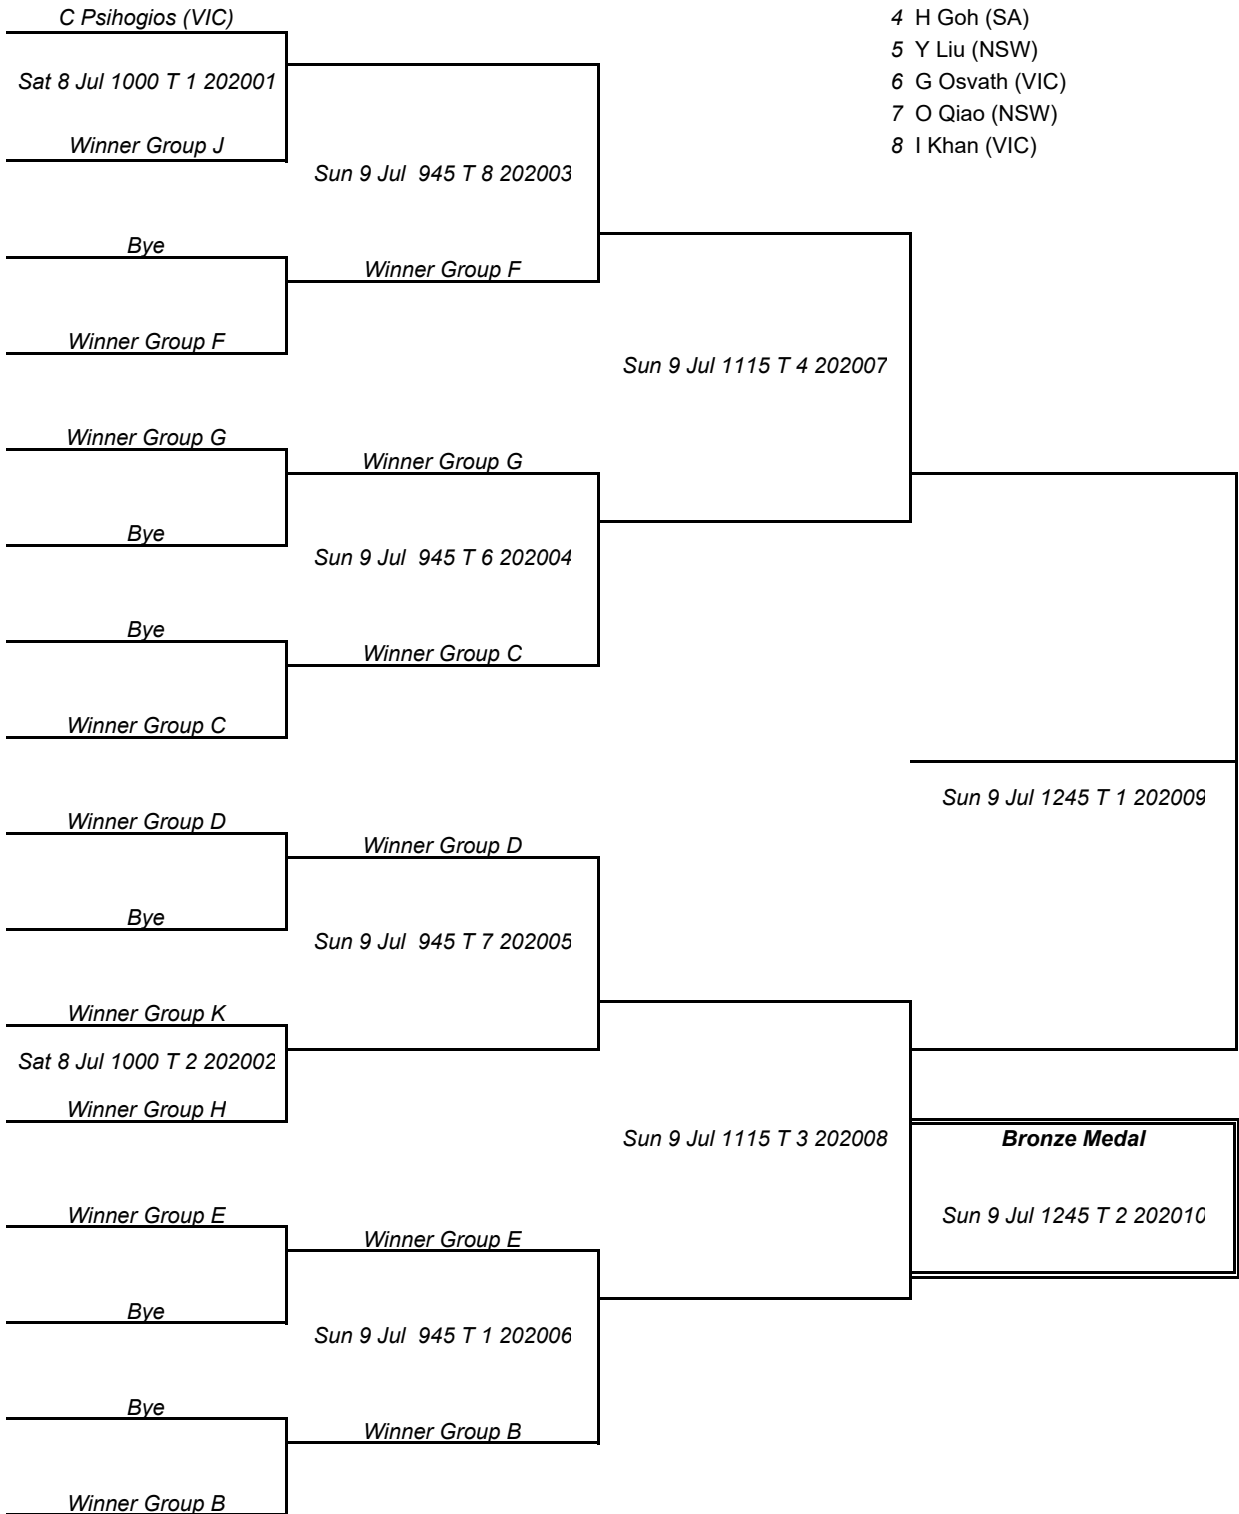 C Psihogios (VIC)
4 H Goh (SA)
5 Y Liu (NSW)
Sat 8 Jul 1000 T 1 202001
6 G Osvath (VIC)
7 O Qiao (NSW)
Winner Group J
8 I Khan (VIC)
Sun 9 Jul 945 T 8 202003
Bye
Winner Group F
Winner Group F
Sun 9 Jul 1115 T 4 202007
Winner Group G
Winner Group G
Bye
Sun 9 Jul 945 T 6 202004
Bye
Winner Group C
Winner Group C
Sun 9 Jul 1245 T 1 202009
Winner Group D
Winner Group D
Bye
Sun 9 Jul 945 T 7 202005
Winner Group K
Sat 8 Jul 1000 T 2 202002
Winner Group H
Sun 9 Jul 1115 T 3 202008
Bronze Medal
Winner Group E
Sun 9 Jul 1245 T 2 202010
Winner Group E
Bye
Sun 9 Jul 945 T 1 202006
Bye
Winner Group B
Winner Group B